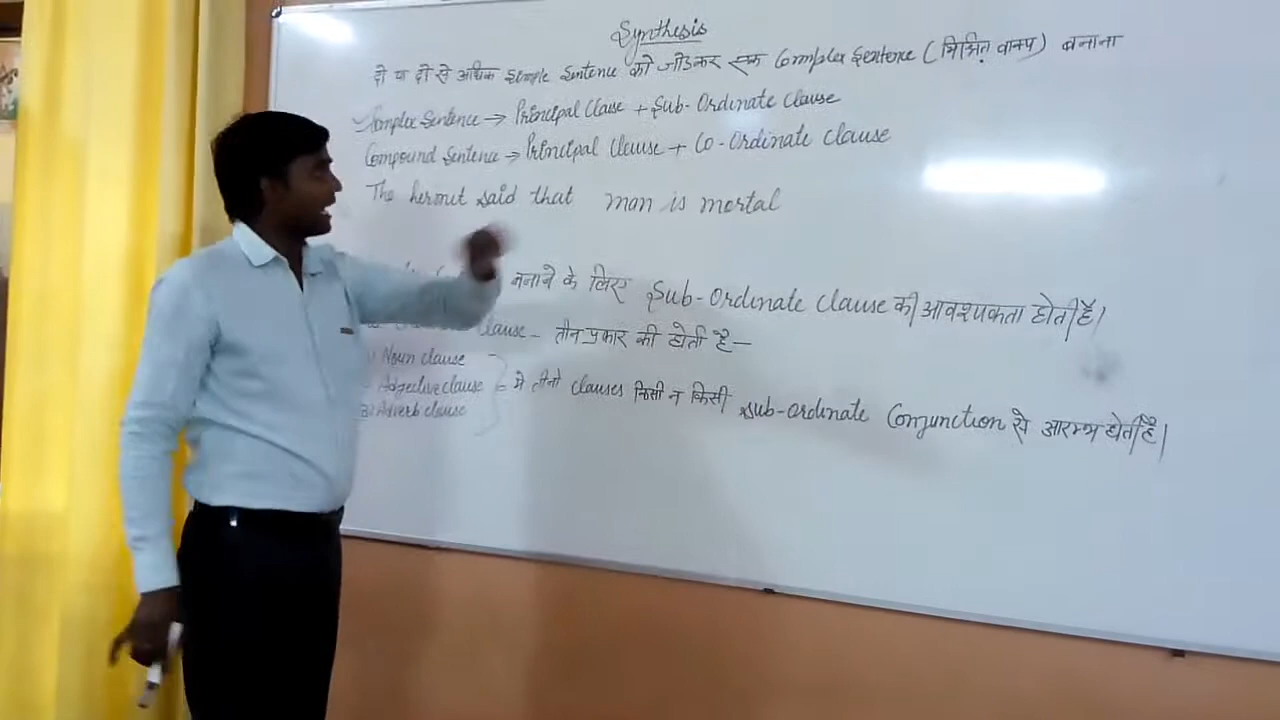 Synthesis
दो या दो से अधिक simple sentence को जोडकर एक Complex Sentence (मिश्रित वाक्य) बनाना
Complex Sentence → Principal Clause + Sub-Ordinate Clause
Compound Sentence → Principal Clause + Co-Ordinate Clause
The hermit said that man is mortal
बनाने के लिए Sub-Ordinate Clause की आवश्यकता होती है।
Clause - तीन प्रकार की होती है -
Noun clause
Adjective clause
3) Adverb clause
= ये तीनो clauses किसी न किसी sub-ordinate Conjunction से आरम्भ होती है।